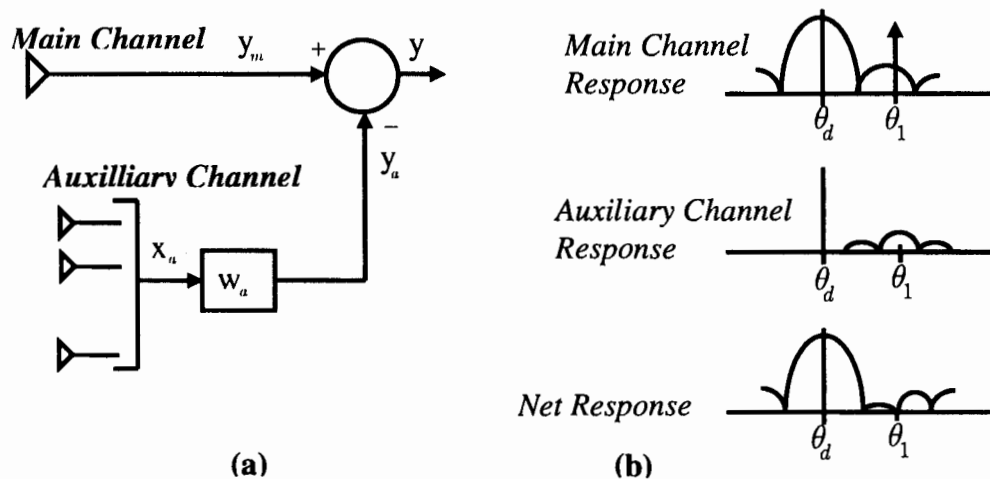 Main Channel
y_m
+
y
−
y_a
Auxilliary Channel
x_a
w_a
(a)
Main Channel
Response
θ_d
θ_1
Auxiliary Channel
Response
θ_d
θ_1
Net Response
θ_d
θ_1
(b)